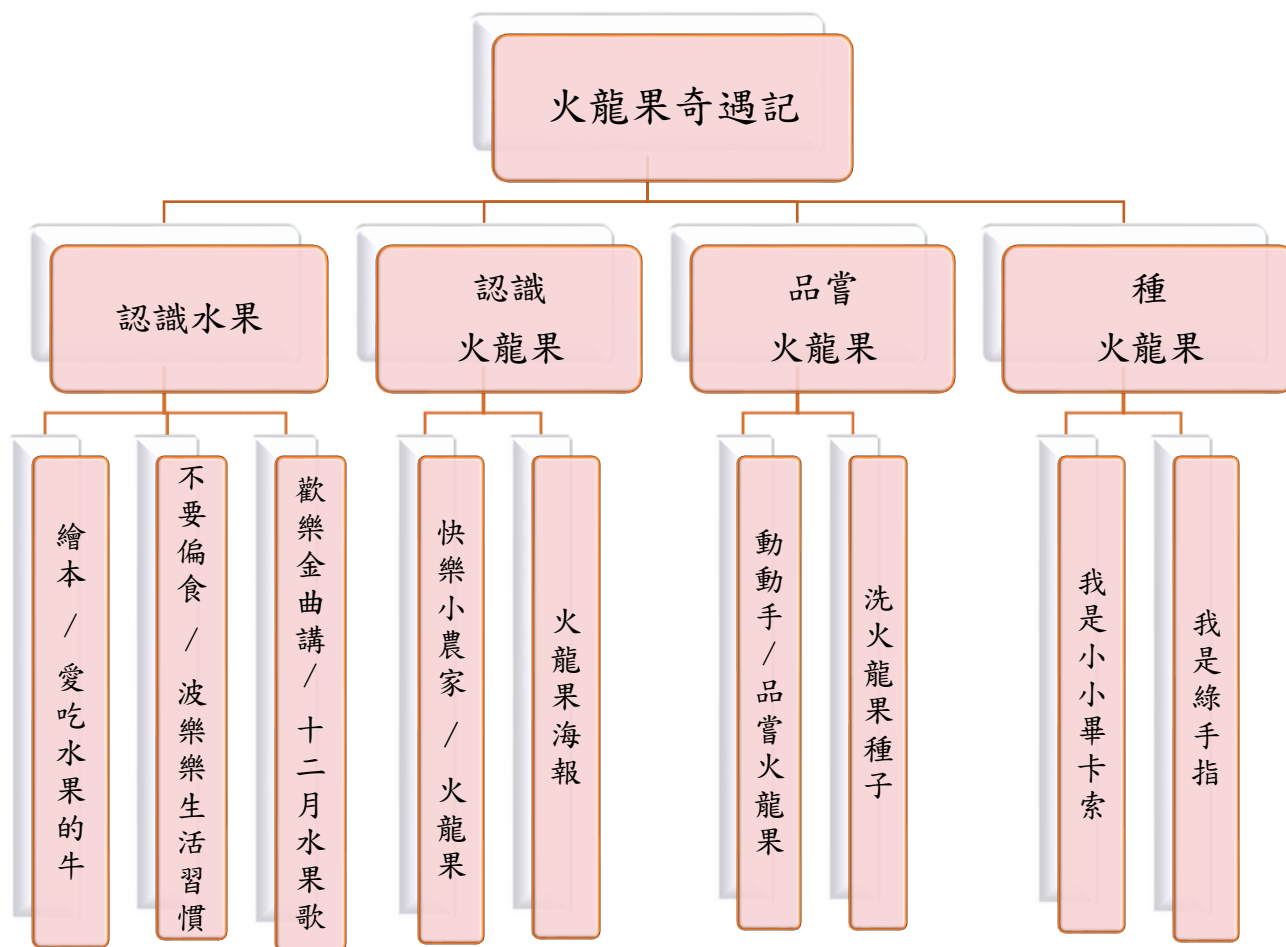 火龍果奇遇記
認識水果
認識
火龍果
品嘗
火龍果
種
火龍果
繪本/愛吃水果的牛
不要偏食/波樂樂生活習慣
歡樂金曲講/十二月水果歌
快樂小農家/火龍果
火龍果海報
動動手/品嘗火龍果
洗火龍果種子
我是小小畢卡索
我是綠手指